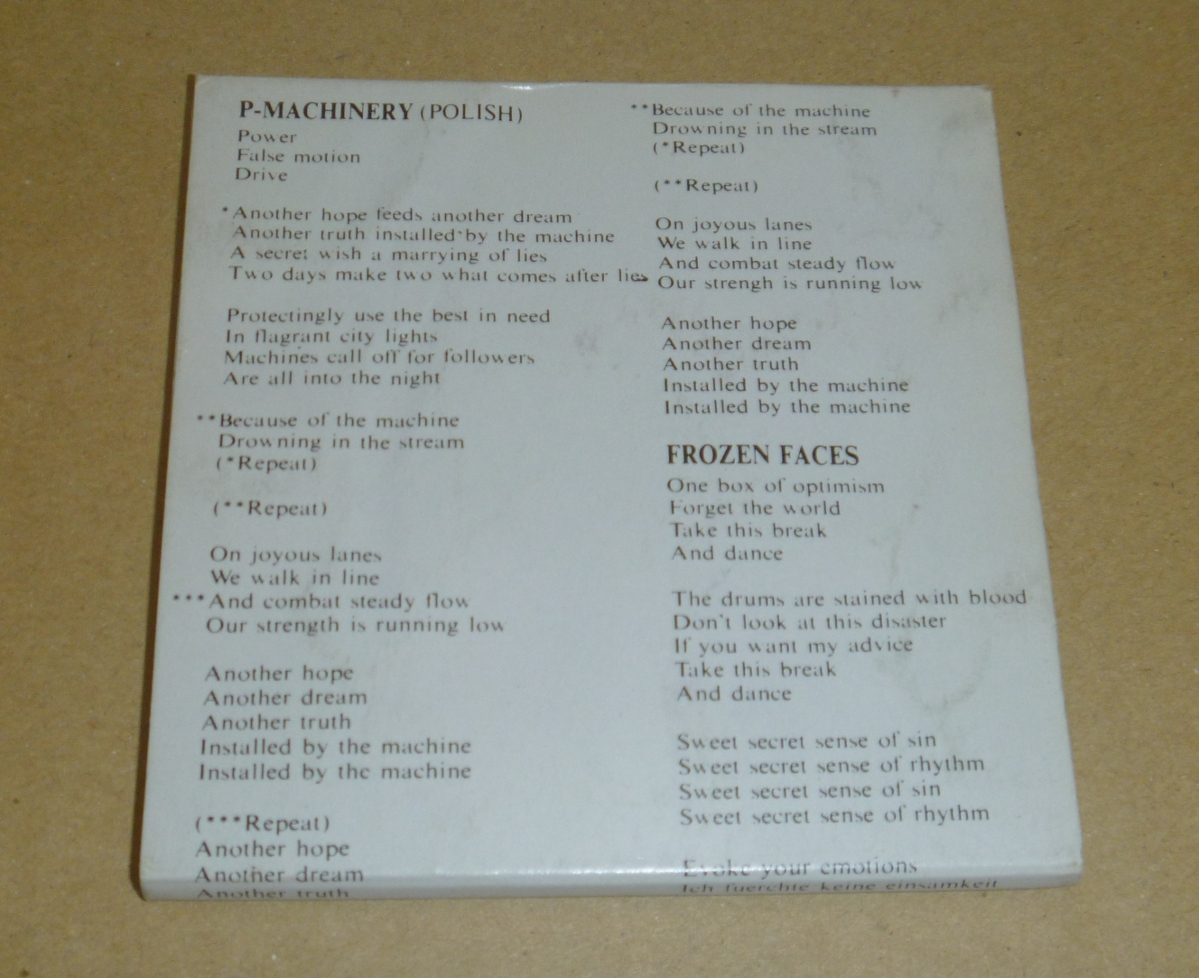 P-MACHINERY (POLISH)
Power
False motion
Drive
*Another hope feeds another dream
Another truth installed by the machine
A secret wish a marrying of lies
Two days make two what comes after lies
Protectingly use the best in need
In flagrant city lights
Machines call off for followers
Are all into the night
**Because of the machine
Drowning in the stream
(*Repeat)
(**Repeat)
On joyous lanes
We walk in line
***And combat steady flow
Our strength is running low
Another hope
Another dream
Another truth
Installed by the machine
Installed by the machine
(***Repeat)
Another hope
Another dream
Another truth
**Because of the machine
Drowning in the stream
(*Repeat)
(**Repeat)
On joyous lanes
We walk in line
And combat steady flow
Our strengh is running low
Another hope
Another dream
Another truth
Installed by the machine
Installed by the machine
FROZEN FACES
One box of optimism
Forget the world
Take this break
And dance
The drums are stained with blood
Don't look at this disaster
If you want my advice
Take this break
And dance
Sweet secret sense of sin
Sweet secret sense of rhythm
Sweet secret sense of sin
Sweet secret sense of rhythm
Evoke your emotions
Ich fuerchte keine einsamkeit